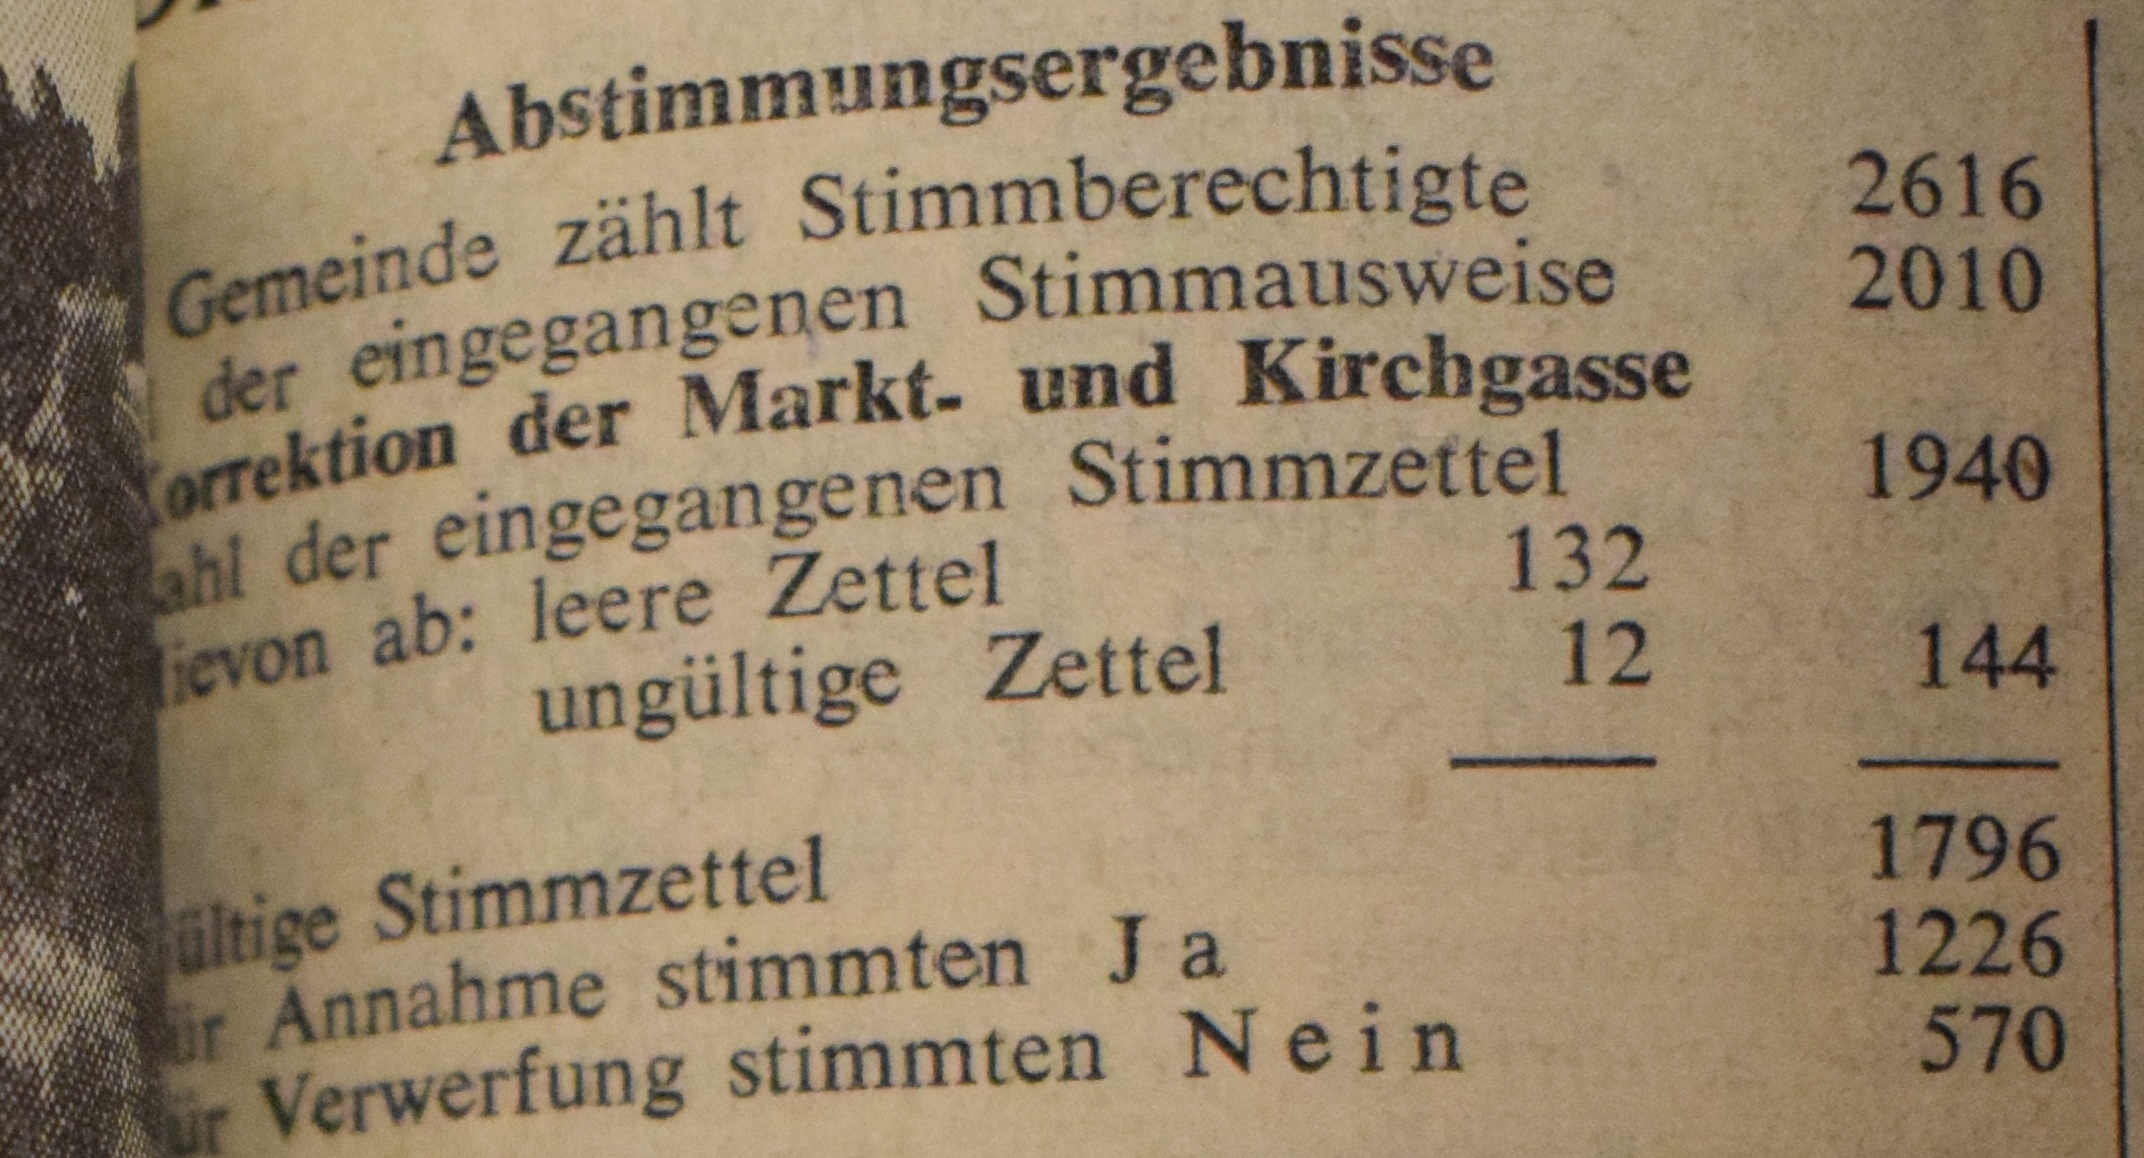 Abstimmungsergebnisse
Gemeinde zählt Stimmberechtigte 2616
der eingegangenen Stimmausweise 2010
Korrektion der Markt- und Kirchgasse
ahl der eingegangenen Stimmzettel 1940
ievon ab: leere Zettel 132
ungültige Zettel 12 144
1796
ültige Stimmzettel
ür Annahme stimmten Ja 1226
ür Verwerfung stimmten Nein 570